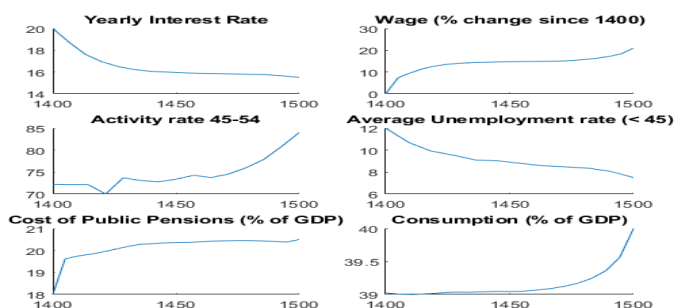 Yearly Interest Rate
20
18
16
14
1400 1450 1500
Wage (% change since 1400)
30
20
10
0
1400 1450 1500
Activity rate 45-54
85
80
75
70
1400 1450 1500
Average Unemployment rate (< 45)
12
10
8
6
1400 1450 1500
Cost of Public Pensions (% of GDP)
21
20
19
18
1400 1450 1500
Consumption (% of GDP)
40
39.5
39
1400 1450 1500